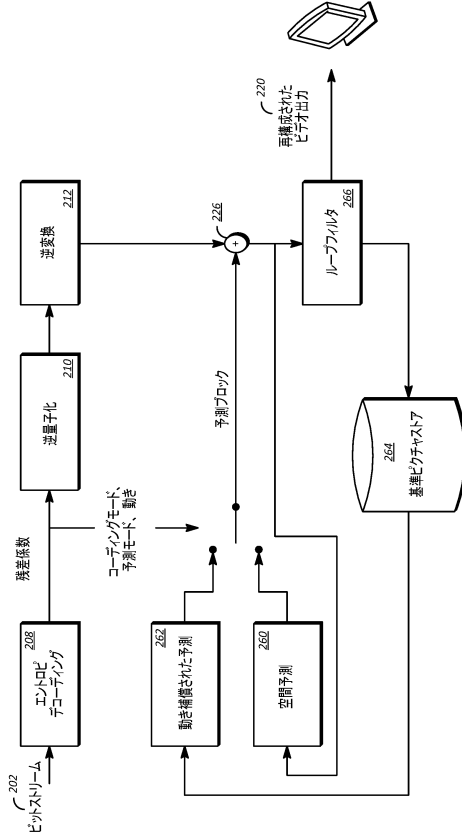 202
ビットストリーム
208
エントロピ
デコーディング
残差係数
210
逆量子化
212
逆変換
コーディングモード、
予測モード、動き
262
動き補償された予測
260
空間予測
予測ブロック
226
+
220
再構成された
ビデオ出力
266
ループフィルタ
264
基準ピクチャストア